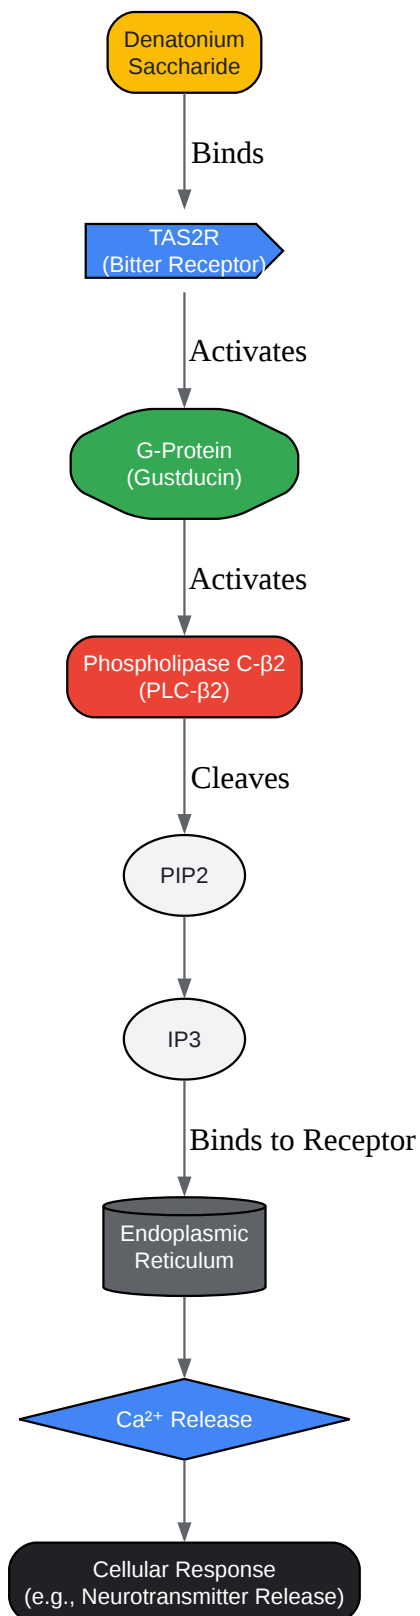 Denatonium
Saccharide
Binds
TAS2R
(Bitter Receptor)
Activates
G-Protein
(Gustducin)
Activates
Phospholipase C-β2
(PLC-β2)
Cleaves
PIP2
IP3
Binds to Receptor
Endoplasmic
Reticulum
Ca²⁺ Release
Cellular Response
(e.g., Neurotransmitter Release)